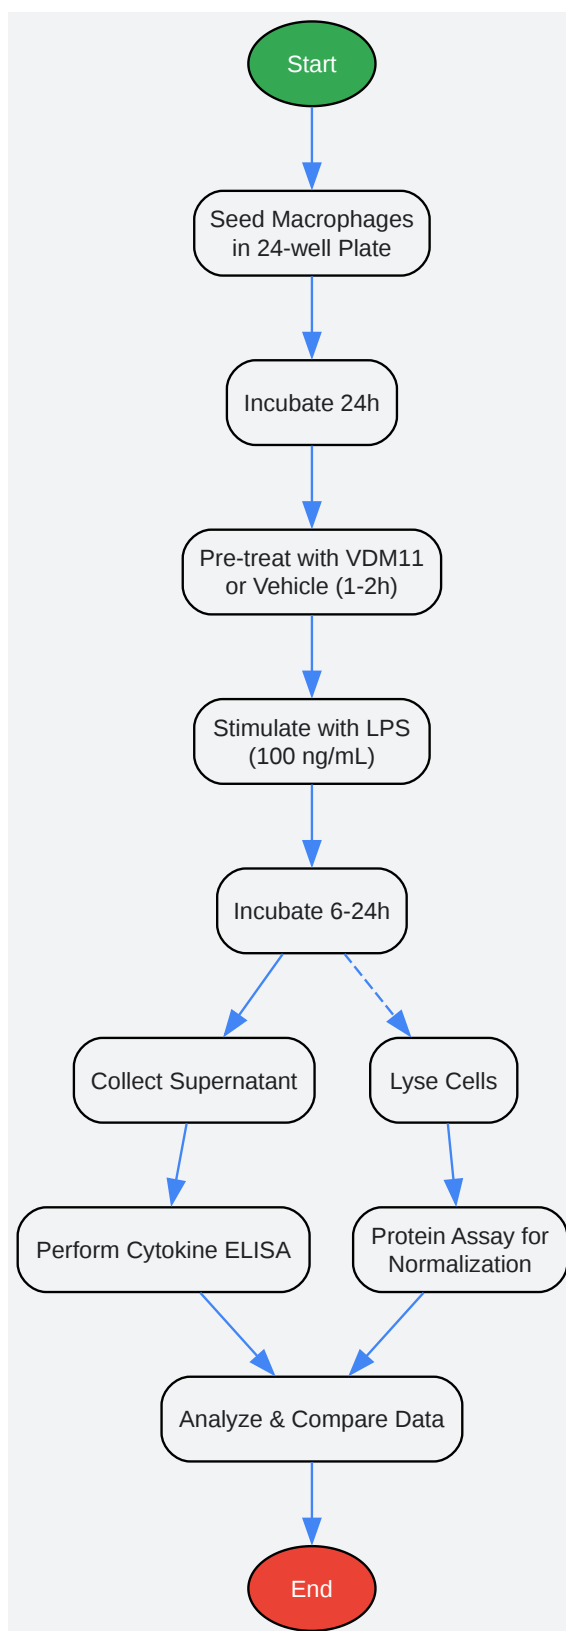 Start
Seed Macrophages
in 24-well Plate
Incubate 24h
Pre-treat with VDM11
or Vehicle (1-2h)
Stimulate with LPS
(100 ng/mL)
Incubate 6-24h
Collect Supernatant
Lyse Cells
Perform Cytokine ELISA
Protein Assay for
Normalization
Analyze & Compare Data
End